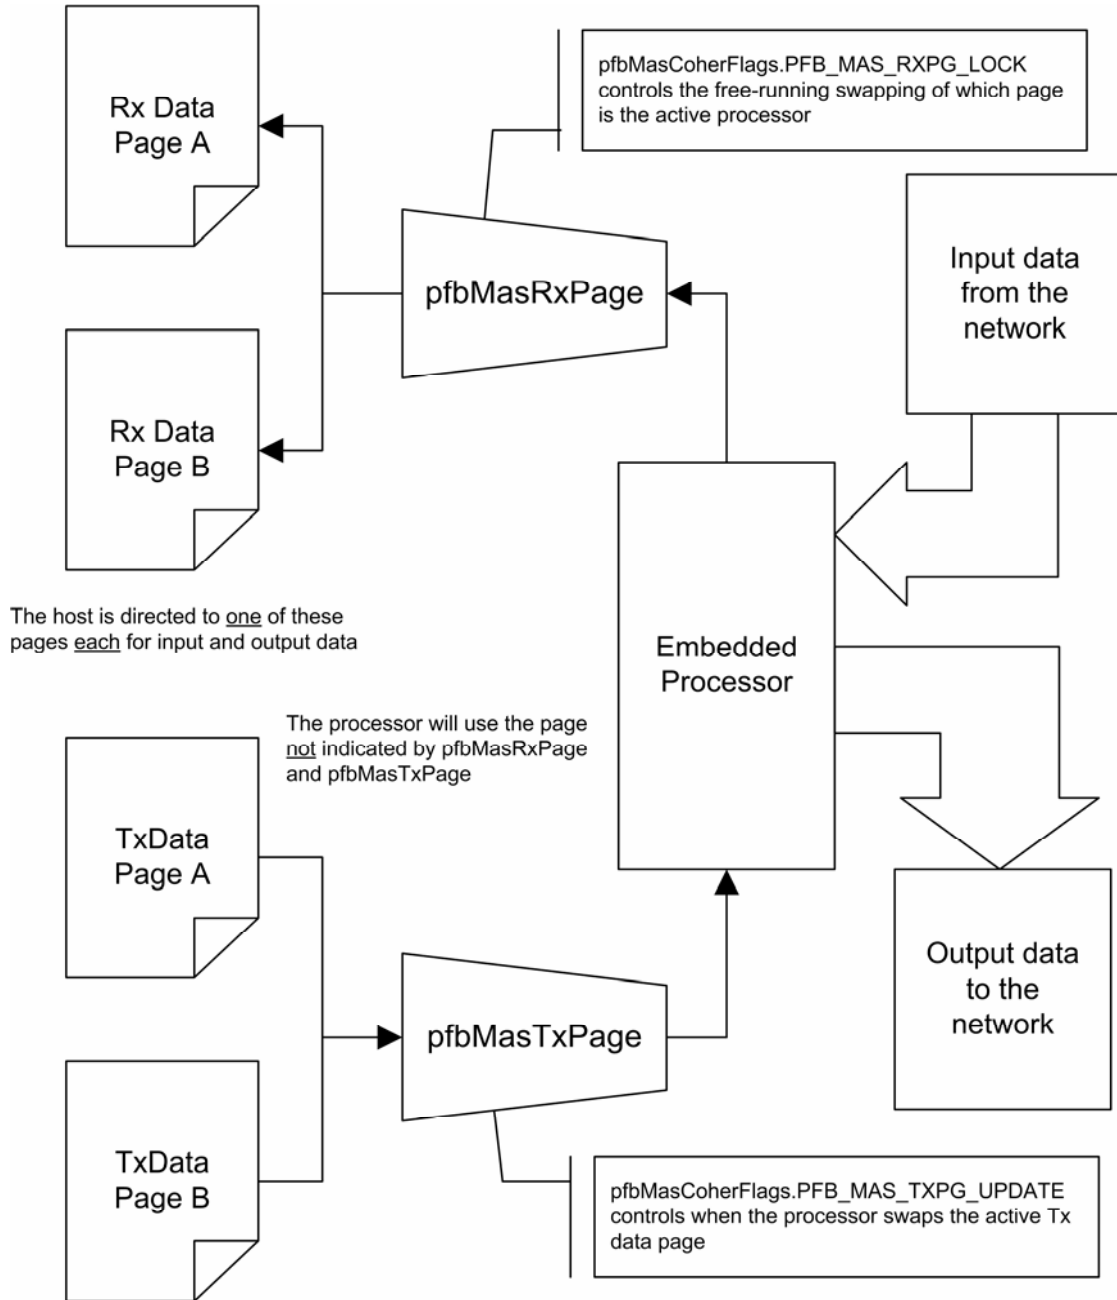 pfbMasCoherFlags.PFB_MAS_RXPG_LOCK
controls the free-running swapping of which page
is the active processor
Rx Data
Page A
pfbMasRxPage
Input data
from the
network
Rx Data
Page B
The host is directed to one of these
pages each for input and output data
Embedded
Processor
The processor will use the page
not indicated by pfbMasRxPage
and pfbMasTxPage
TxData
Page A
pfbMasTxPage
Output data
to the
network
TxData
Page B
pfbMasCoherFlags.PFB_MAS_TXPG_UPDATE
controls when the processor swaps the active Tx
data page